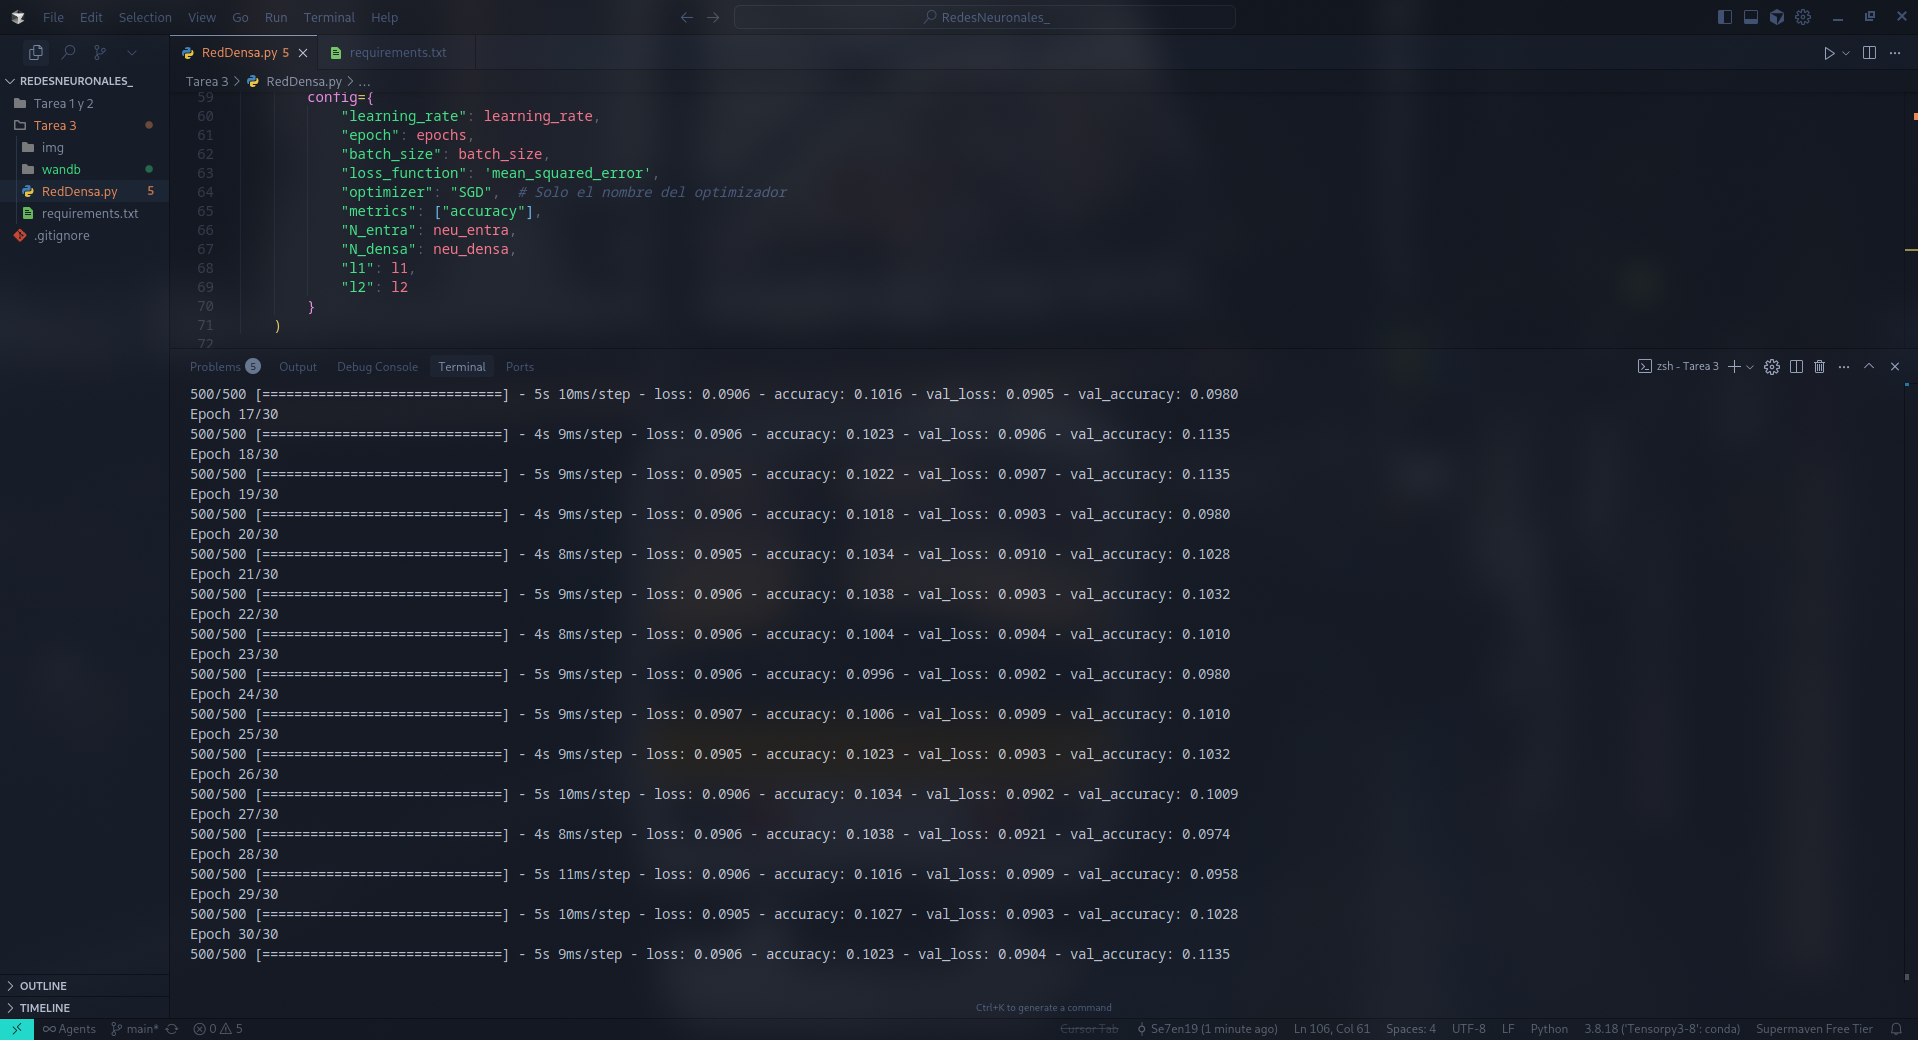 File Edit Selection View Go Run Terminal Help
RedesNeuronales_
REDESNEURONALES_
Tarea 1 y 2
Tarea 3
img
wandb
RedDensa.py 5
requirements.txt
.gitignore
OUTLINE
TIMELINE
RedDensa.py 5
requirements.txt
Tarea 3 > RedDensa.py > ...
59 config={
60 "learning_rate": learning_rate,
61 "epoch": epochs,
62 "batch_size": batch_size,
63 "loss_function": 'mean_squared_error',
64 "optimizer": "SGD", # Solo el nombre del optimizador
65 "metrics": ["accuracy"],
66 "N_entra": neu_entra,
67 "N_densa": neu_densa,
68 "l1": l1,
69 "l2": l2
70 }
71 )
72
Problems 5 Output Debug Console Terminal Ports
zsh - Tarea 3
500/500 [==============================] - 5s 10ms/step - loss: 0.0906 - accuracy: 0.1016 - val_loss: 0.0905 - val_accuracy: 0.0980
Epoch 17/30
500/500 [==============================] - 4s 9ms/step - loss: 0.0906 - accuracy: 0.1023 - val_loss: 0.0906 - val_accuracy: 0.1135
Epoch 18/30
500/500 [==============================] - 5s 9ms/step - loss: 0.0905 - accuracy: 0.1022 - val_loss: 0.0907 - val_accuracy: 0.1135
Epoch 19/30
500/500 [==============================] - 4s 9ms/step - loss: 0.0906 - accuracy: 0.1018 - val_loss: 0.0903 - val_accuracy: 0.0980
Epoch 20/30
500/500 [==============================] - 4s 8ms/step - loss: 0.0905 - accuracy: 0.1034 - val_loss: 0.0910 - val_accuracy: 0.1028
Epoch 21/30
500/500 [==============================] - 5s 9ms/step - loss: 0.0906 - accuracy: 0.1038 - val_loss: 0.0903 - val_accuracy: 0.1032
Epoch 22/30
500/500 [==============================] - 4s 8ms/step - loss: 0.0906 - accuracy: 0.1004 - val_loss: 0.0904 - val_accuracy: 0.1010
Epoch 23/30
500/500 [==============================] - 5s 9ms/step - loss: 0.0906 - accuracy: 0.0996 - val_loss: 0.0902 - val_accuracy: 0.0980
Epoch 24/30
500/500 [==============================] - 5s 9ms/step - loss: 0.0907 - accuracy: 0.1006 - val_loss: 0.0909 - val_accuracy: 0.1010
Epoch 25/30
500/500 [==============================] - 4s 9ms/step - loss: 0.0905 - accuracy: 0.1023 - val_loss: 0.0903 - val_accuracy: 0.1032
Epoch 26/30
500/500 [==============================] - 5s 10ms/step - loss: 0.0906 - accuracy: 0.1034 - val_loss: 0.0902 - val_accuracy: 0.1009
Epoch 27/30
500/500 [==============================] - 4s 8ms/step - loss: 0.0906 - accuracy: 0.1038 - val_loss: 0.0921 - val_accuracy: 0.0974
Epoch 28/30
500/500 [==============================] - 5s 11ms/step - loss: 0.0906 - accuracy: 0.1016 - val_loss: 0.0909 - val_accuracy: 0.0958
Epoch 29/30
500/500 [==============================] - 5s 10ms/step - loss: 0.0905 - accuracy: 0.1027 - val_loss: 0.0903 - val_accuracy: 0.1028
Epoch 30/30
500/500 [==============================] - 5s 9ms/step - loss: 0.0906 - accuracy: 0.1023 - val_loss: 0.0904 - val_accuracy: 0.1135
Ctrl+K to generate a command
Agents main* 0 5 Cursor Tab Se7en19 (1 minute ago) Ln 106, Col 61 Spaces: 4 UTF-8 LF Python 3.8.18 ('Tensorpy3-8': conda) Supermaven Free Tier